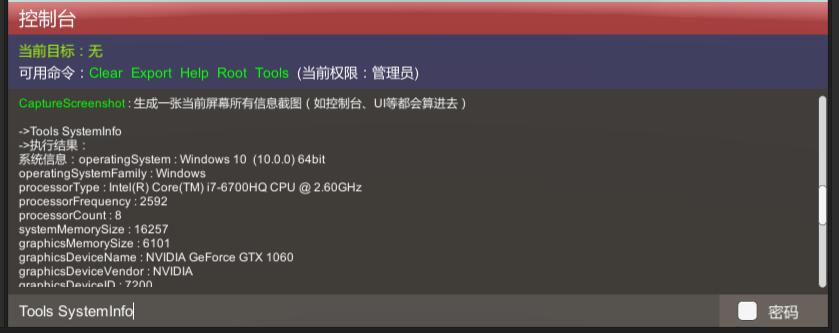 控制台
当前目标：无
可用命令：Clear Export Help Root Tools (当前权限：管理员)
CaptureScreenshot : 生成一张当前屏幕所有信息截图（如控制台、UI等都会算进去）
->Tools SystemInfo
->执行结果：
系统信息：operatingSystem : Windows 10 (10.0.0) 64bit
operatingSystemFamily : Windows
processorType : Intel(R) Core(TM) i7-6700HQ CPU @ 2.60GHz
processorFrequency : 2592
processorCount : 8
systemMemorySize : 16257
graphicsMemorySize : 6101
graphicsDeviceName : NVIDIA GeForce GTX 1060
graphicsDeviceVendor : NVIDIA
graphicsDeviceID : 7200
Tools SystemInfo
密码